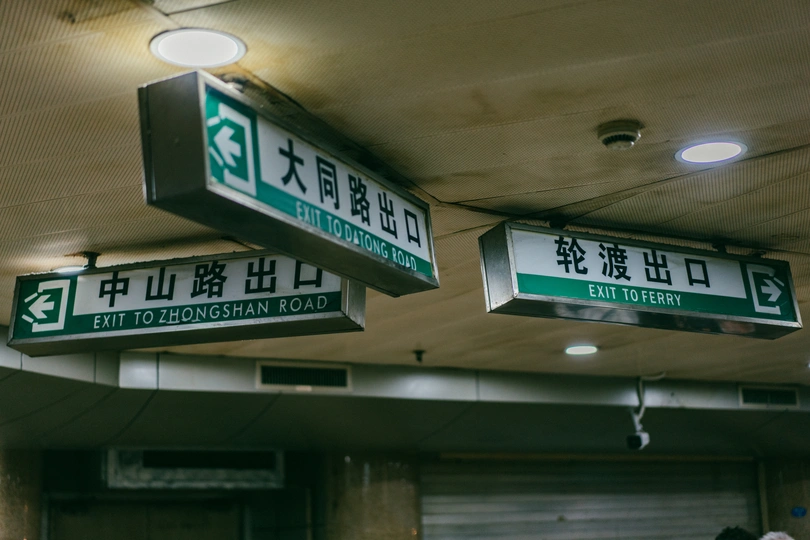 大同路出口
EXIT TO DATONG ROAD
中山路出口
EXIT TO ZHONGSHAN ROAD
轮渡出口
EXIT TO FERRY